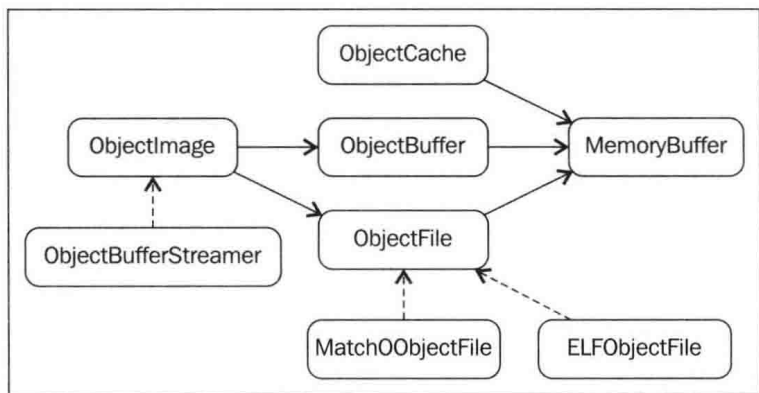 ObjectCache
ObjectImage
ObjectBuffer
MemoryBuffer
ObjectBufferStreamer
ObjectFile
MatchOObjectFile
ELFObjectFile